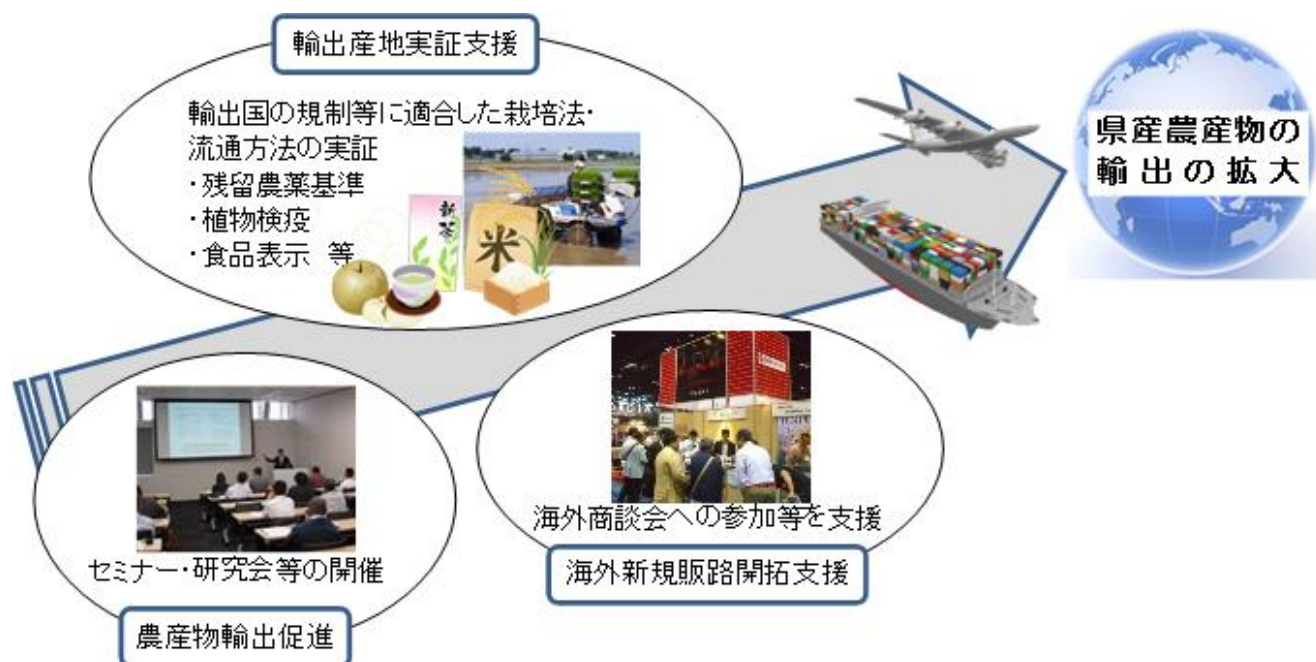 輸出産地実証支援
輸出国の規制等に適合した栽培法・
流通方法の実証
・残留農薬基準
・植物検疫
・食品表示 等
新茶
米
県産農産物の
輸出の拡大
セミナー・研究会等の開催
農産物輸出促進
海外商談会への参加等を支援
海外新規販路開拓支援